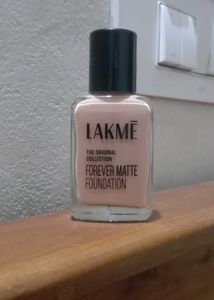 LAKMĒ
THE ORIGINAL
COLLECTION
FOREVER MATTE
FOUNDATION